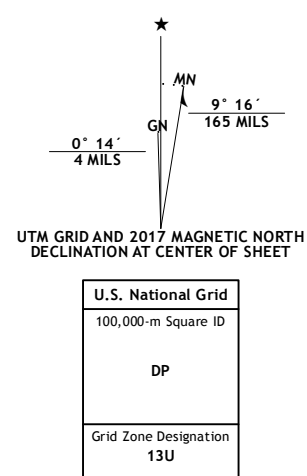 ★
MN
9° 16´
165 MILS
GN
0° 14´
4 MILS
UTM GRID AND 2017 MAGNETIC NORTH
DECLINATION AT CENTER OF SHEET
U.S. National Grid
100,000-m Square ID
DP
Grid Zone Designation
13U